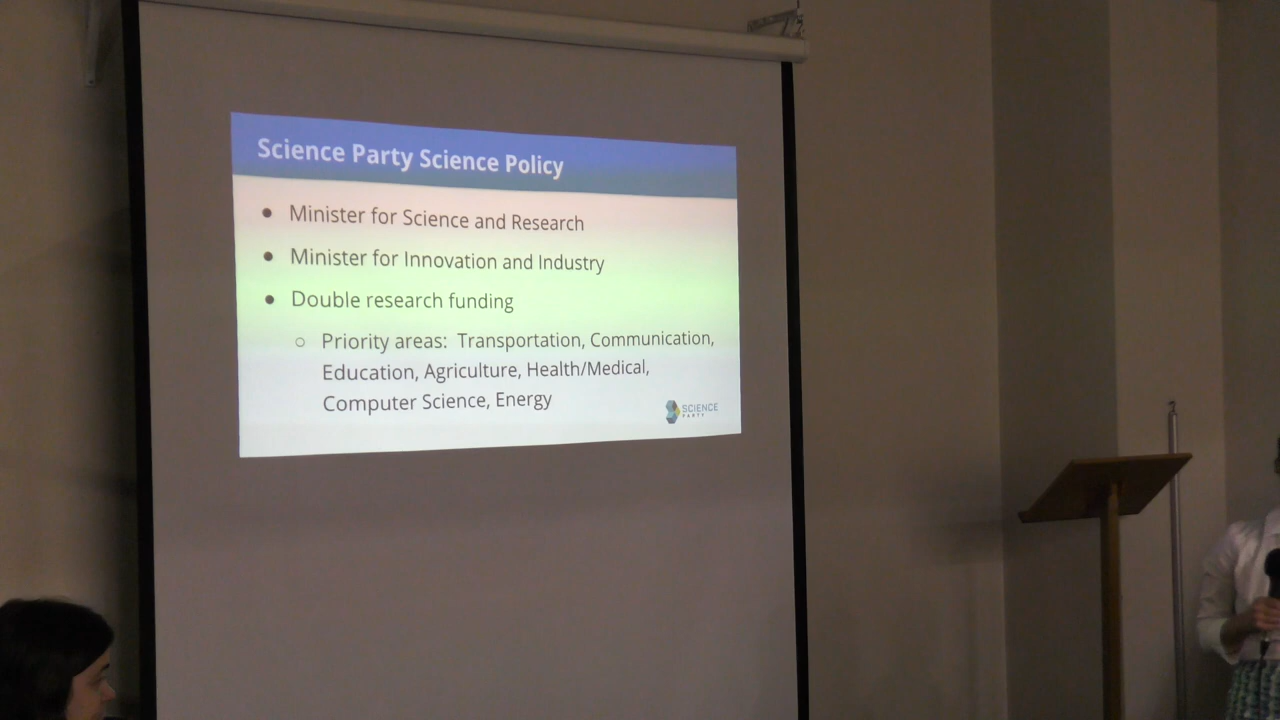 Science Party Science Policy
● Minister for Science and Research
● Minister for Innovation and Industry
● Double research funding
○ Priority areas: Transportation, Communication,
Education, Agriculture, Health/Medical,
Computer Science, Energy
SCIENCE
PARTY